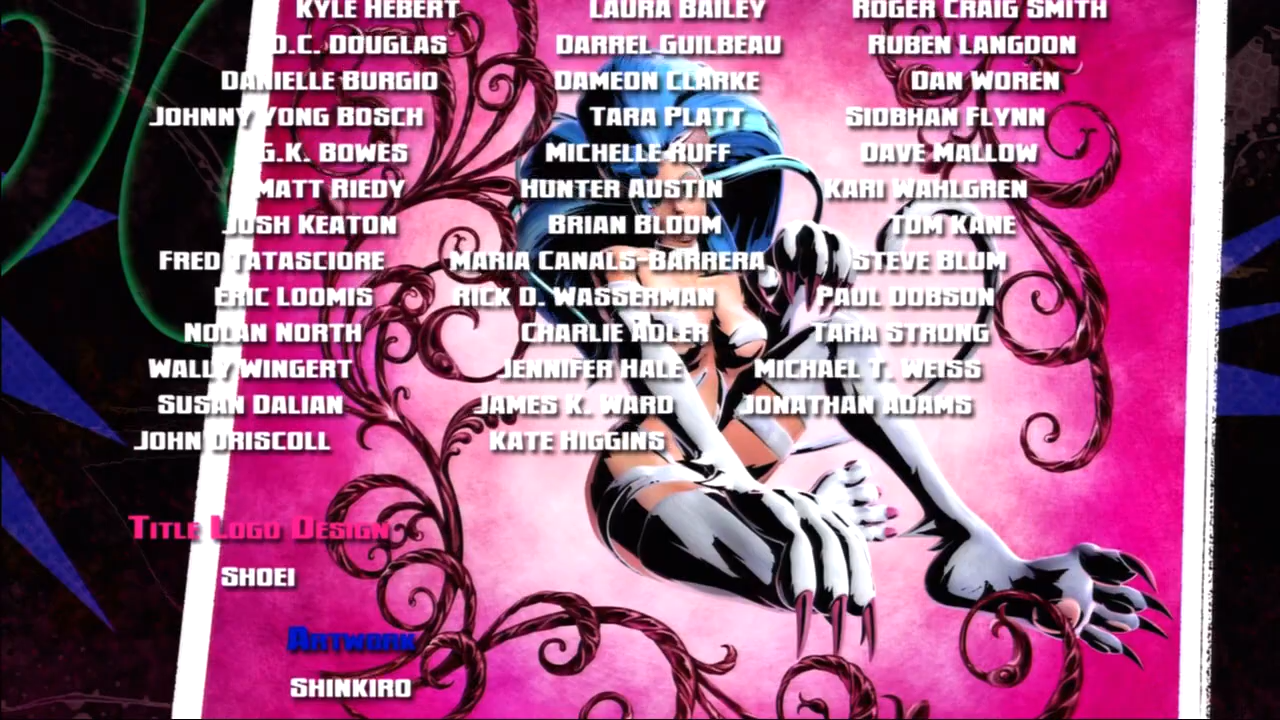 KYLE HEBERT LAURA BAILEY ROGER CRAIG SMITH
D.C. DOUGLAS DARREL GUILBEAU RUBEN LANGDON
DANIELLE BURGIO DAMEON CLARKE DAN WOREN
JOHNNY YONG BOSCH TARA PLATT SIOBHAN FLYNN
G.K. BOWES MICHELLE RUFF DAVE MALLOW
MATT RIEDY HUNTER AUSTIN KARI WAHLGREN
JOSH KEATON BRIAN BLOOM TOM KANE
FRED TATASCIORE MARIA CANALS-BARRERA STEVE BLUM
ERIC LOOMIS RICK D. WASSERMAN PAUL DOBSON
NOLAN NORTH CHARLIE ADLER TARA STRONG
WALLY WINGERT JENNIFER HALE MICHAEL T. WEISS
SUSAN DALIAN JAMES K. WARD JONATHAN ADAMS
JOHN DRISCOLL KATE HIGGINS
TITLE LOGO DESIGN
SHOEI
ARTWORK
SHINKIRO